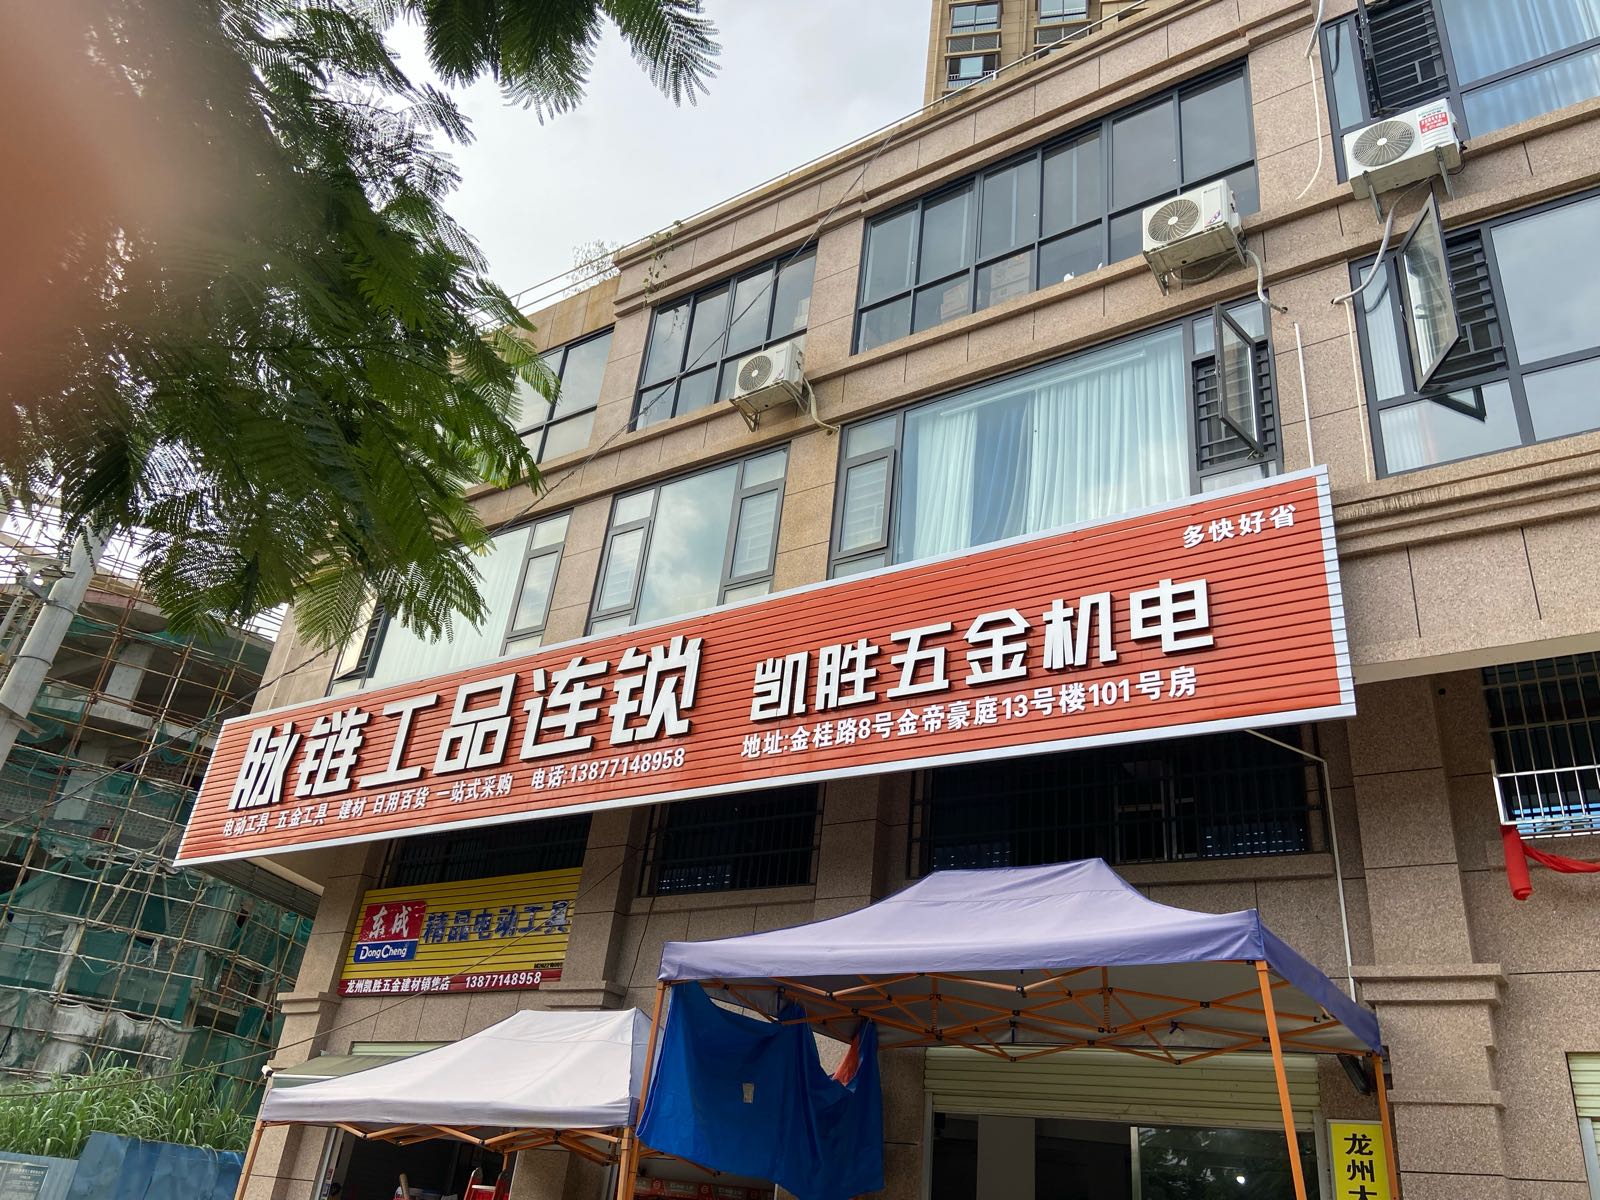 多快好省
脉链工品连锁 凯胜五金机电
电动工具 五金工具 建材 日用百货 一站式采购 电话:13877148958
地址:金桂路8号金帝豪庭13号楼101号房
东成
DongCheng
精品电动工具
龙州凯胜五金建材销售店 13877148958
龙州